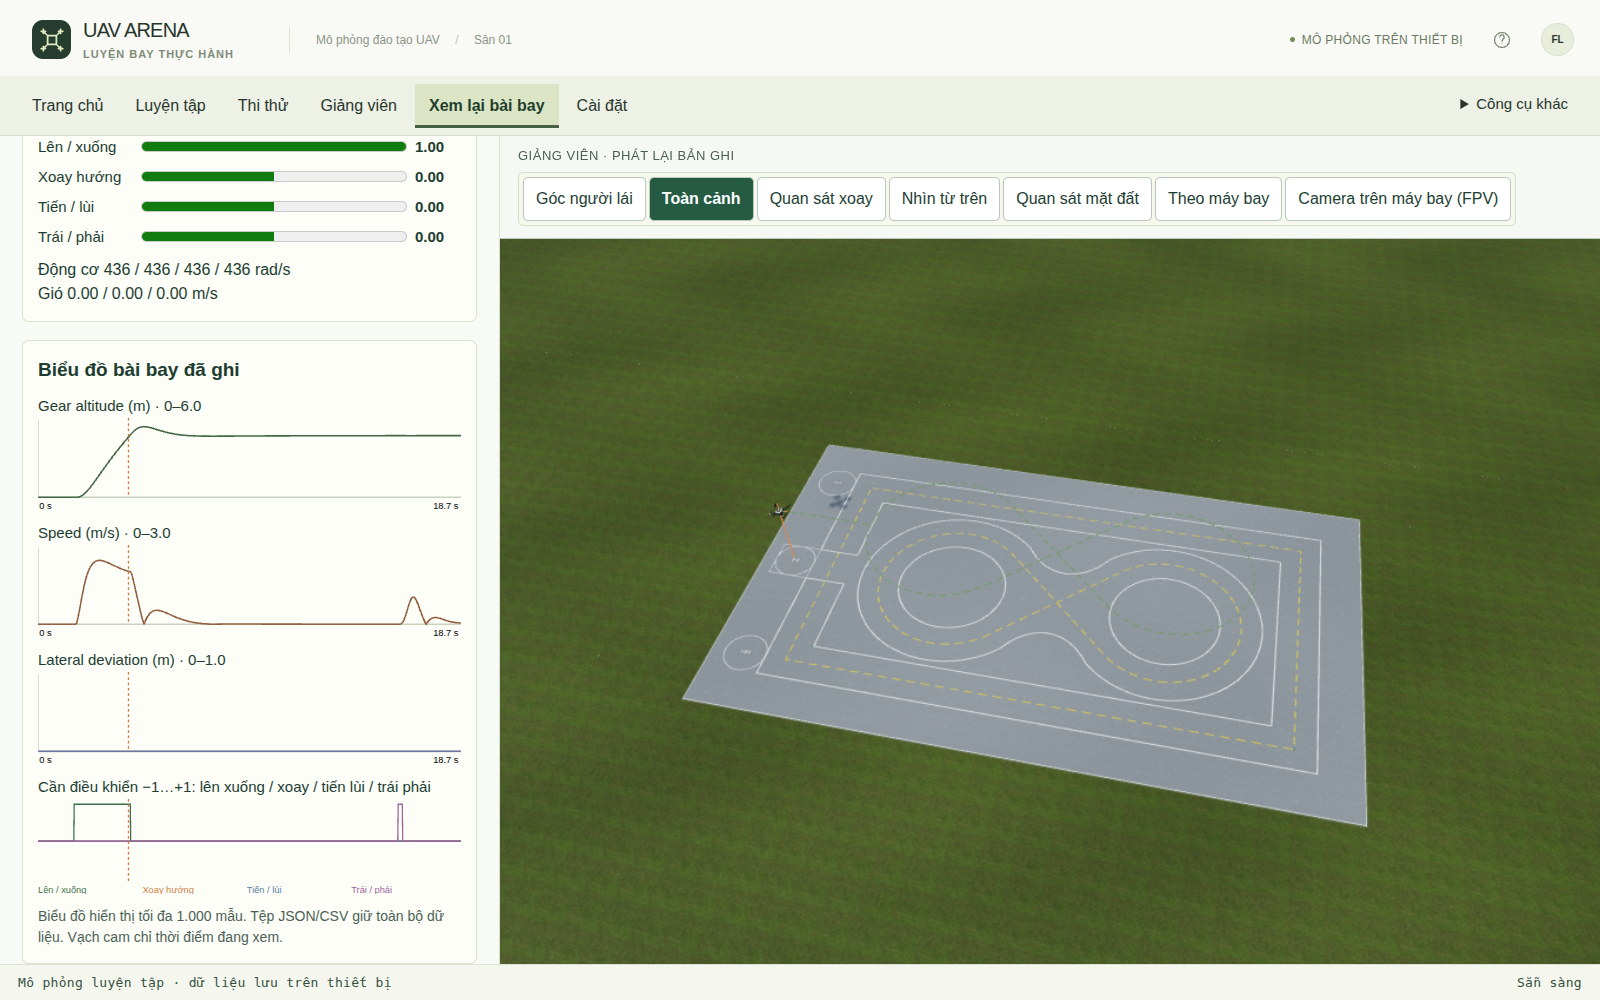 UAV ARENA
LUYỆN BAY THỰC HÀNH
Mô phỏng đào tạo UAV / Sân 01
MÔ PHỎNG TRÊN THIẾT BỊ
FL
Trang chủ
Luyện tập
Thi thử
Giảng viên
Xem lại bài bay
Cài đặt
Công cụ khác
Lên / xuống 1.00
Xoay hướng 0.00
Tiến / lùi 0.00
Trái / phải 0.00
Động cơ 436 / 436 / 436 / 436 rad/s
Gió 0.00 / 0.00 / 0.00 m/s
Biểu đồ bài bay đã ghi
Gear altitude (m) · 0–6.0
0 s 18.7 s
Speed (m/s) · 0–3.0
0 s 18.7 s
Lateral deviation (m) · 0–1.0
0 s 18.7 s
Cần điều khiển −1…+1: lên xuống / xoay / tiến lùi / trái phải
Lên / xuống Xoay hướng Tiến / lùi Trái / phải
Biểu đồ hiển thị tối đa 1.000 mẫu. Tệp JSON/CSV giữ toàn bộ dữ
liệu. Vạch cam chỉ thời điểm đang xem.
GIẢNG VIÊN · PHÁT LẠI BẢN GHI
Góc người lái
Toàn cảnh
Quan sát xoay
Nhìn từ trên
Quan sát mặt đất
Theo máy bay
Camera trên máy bay (FPV)
Mô phỏng luyện tập · dữ liệu lưu trên thiết bị
Sẵn sàng